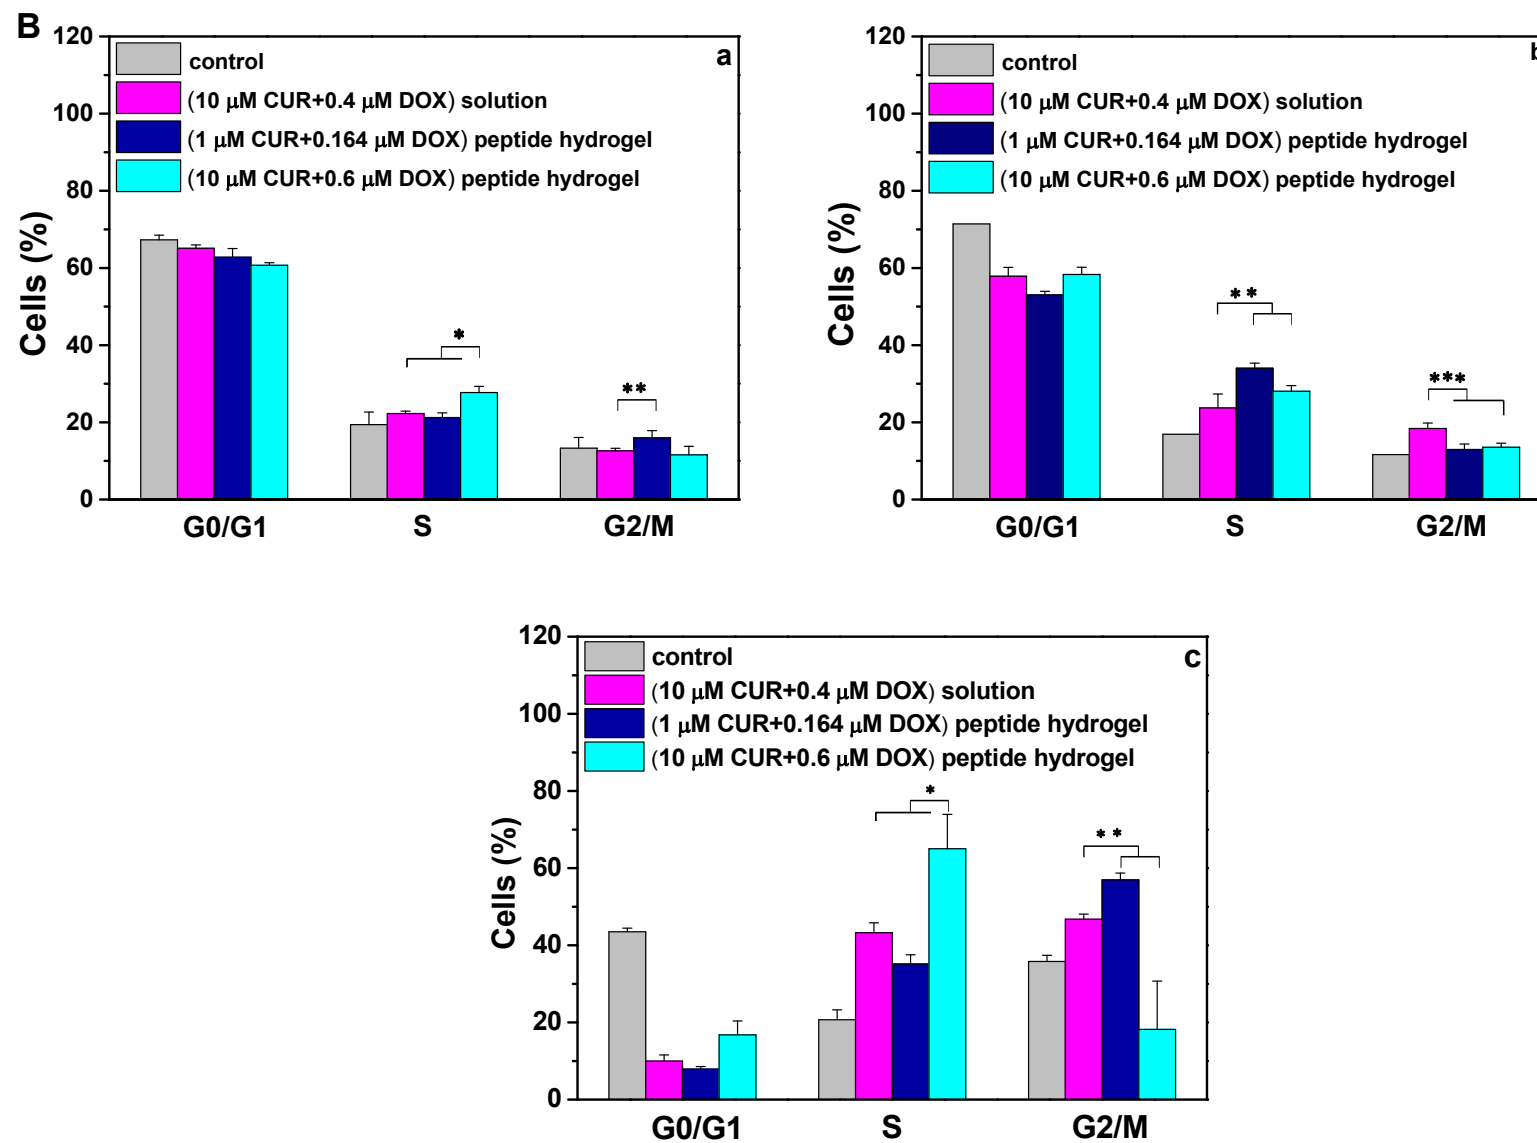 B
120
100
80
60
40
20
0
Cells (%)
control
(10 μM CUR+0.4 μM DOX) solution
(1 μM CUR+0.164 μM DOX) peptide hydrogel
(10 μM CUR+0.6 μM DOX) peptide hydrogel
a
*
**
G0/G1 S G2/M
120
100
80
60
40
20
0
Cells (%)
control
(10 μM CUR+0.4 μM DOX) solution
(1 μM CUR+0.164 μM DOX) peptide hydrogel
(10 μM CUR+0.6 μM DOX) peptide hydrogel
b
**
***
G0/G1 S G2/M
120
100
80
60
40
20
0
Cells (%)
control
(10 μM CUR+0.4 μM DOX) solution
(1 μM CUR+0.164 μM DOX) peptide hydrogel
(10 μM CUR+0.6 μM DOX) peptide hydrogel
c
*
**
G0/G1 S G2/M